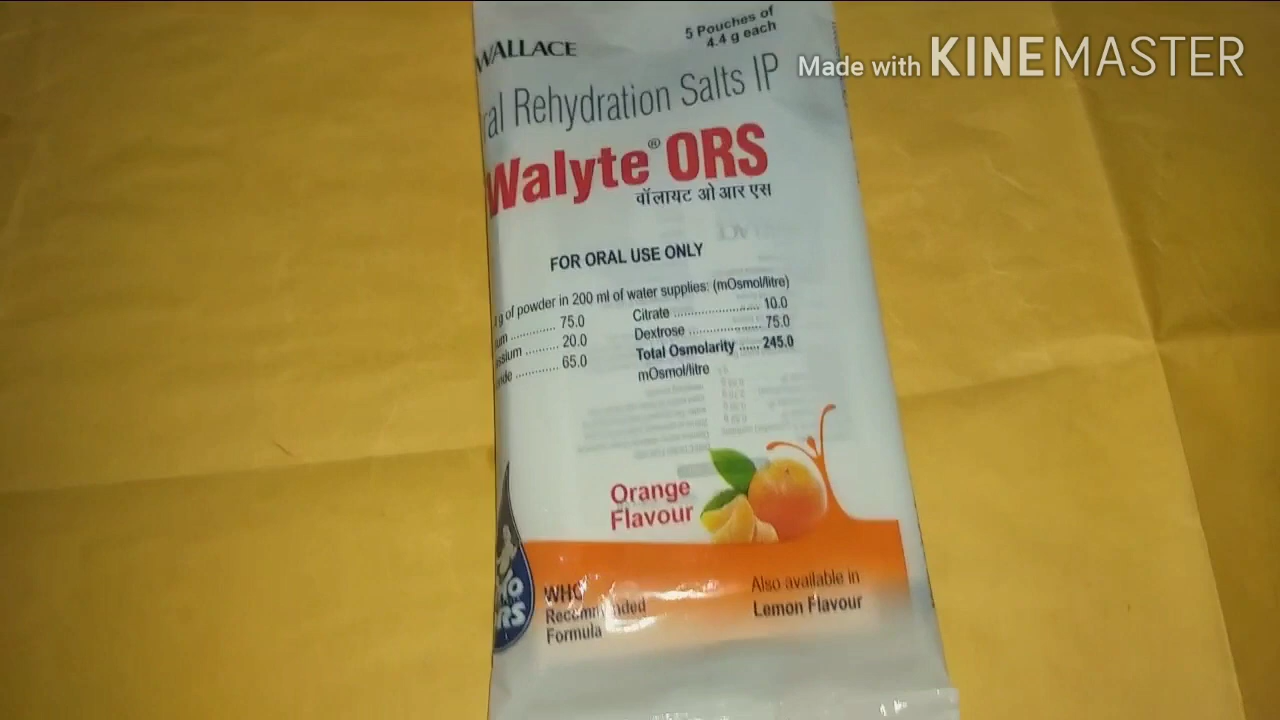 WALLACE
5 Pouches of
4.4 g each
Made with KINEMASTER
ral Rehydration Salts IP
Walyte® ORS
वॉलायट ओ आर एस
FOR ORAL USE ONLY
g of powder in 200 ml of water supplies: (mOsmol/litre)
um ............ 75.0
ssium ......... 20.0
ride ............ 65.0
Citrate ...................... 10.0
Dextrose ................... 75.0
Total Osmolarity ...... 245.0
mOsmol/litre
Orange
Flavour
WHO
Recommended
Formula
Also available in
Lemon Flavour